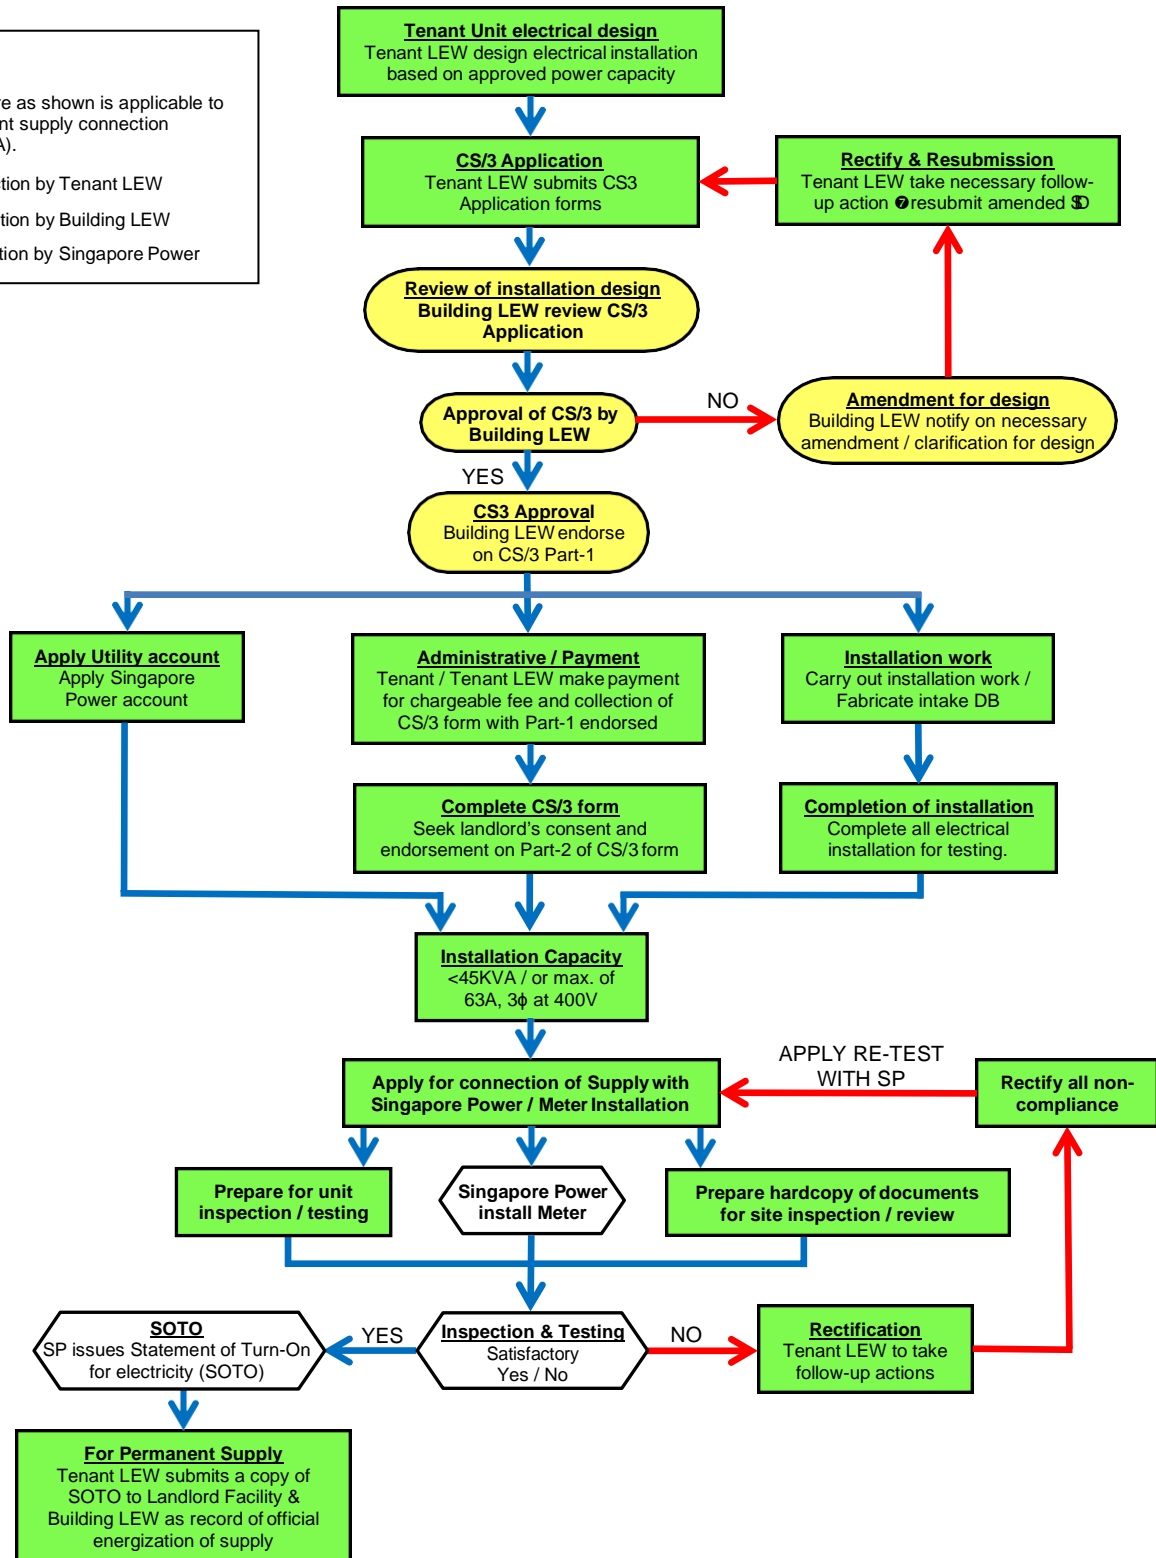 Tenant Unit electrical design
Tenant LEW design electrical installation
based on approved power capacity
as shown is applicable to
supply connection
by Tenant LEW
by Building LEW
by Singapore Power
CS/3 Application
Tenant LEW submits CS3
Application forms
Rectify & Resubmission
Tenant LEW take necessary follow-
up action resubmit amended
Review of installation design
Building LEW review CS/3
Application
Approval of CS/3 by
Building LEW
NO
Amendment for design
Building LEW notify on necessary
amendment / clarification for design
YES
CS3 Approval
Building LEW endorse
on CS/3 Part-1
Apply Utility account
Apply Singapore
Power account
Administrative / Payment
Tenant / Tenant LEW make payment
for chargeable fee and collection of
CS/3 form with Part-1 endorsed
Installation work
Carry out installation work /
Fabricate intake DB
Complete CS/3 form
Seek landlord's consent and
endorsement on Part-2 of CS/3 form
Completion of installation
Complete all electrical
installation for testing.
Installation Capacity
<45KVA / or max. of
63A, 3ϕ at 400V
Apply for connection of Supply with
Singapore Power / Meter Installation
APPLY RE-TEST
WITH SP
Rectify all non-
compliance
Prepare for unit
inspection / testing
Singapore Power
install Meter
Prepare hardcopy of documents
for site inspection / review
SOTO
SP issues Statement of Turn-On
for electricity (SOTO)
YES
Inspection & Testing
Satisfactory
Yes / No
NO
Rectification
Tenant LEW to take
follow-up actions
For Permanent Supply
Tenant LEW submits a copy of
SOTO to Landlord Facility &
Building LEW as record of official
energization of supply